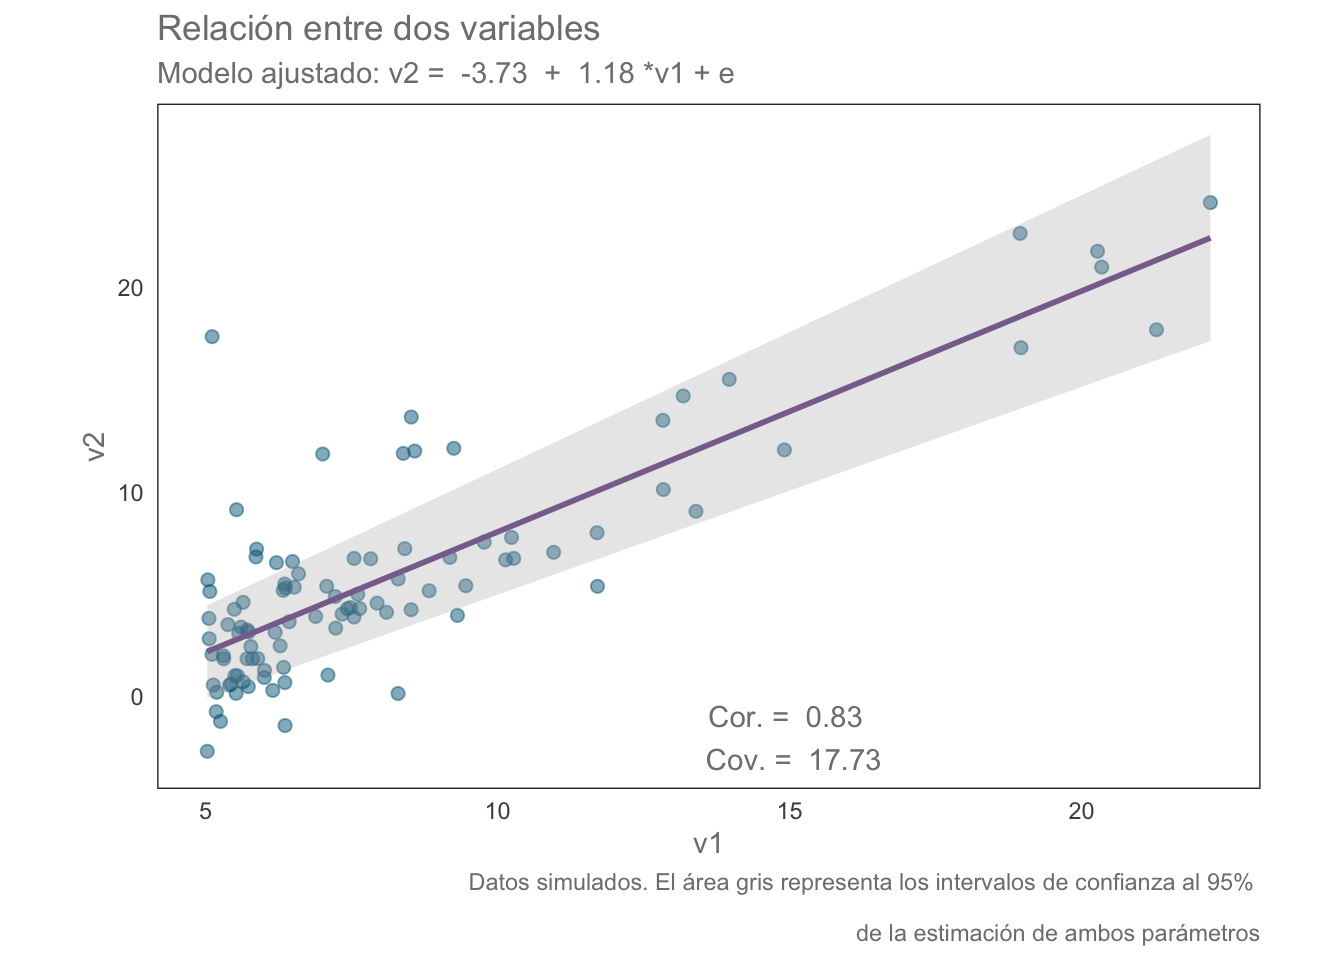 Relación entre dos variables
Modelo ajustado: v2 =  -3.73  +  1.18 *v1 + e
v2
20
10
0
Cor. =  0.83
Cov. =  17.73
5 10 15 20
v1
Datos simulados. El área gris representa los intervalos de confianza al 95%
de la estimación de ambos parámetros